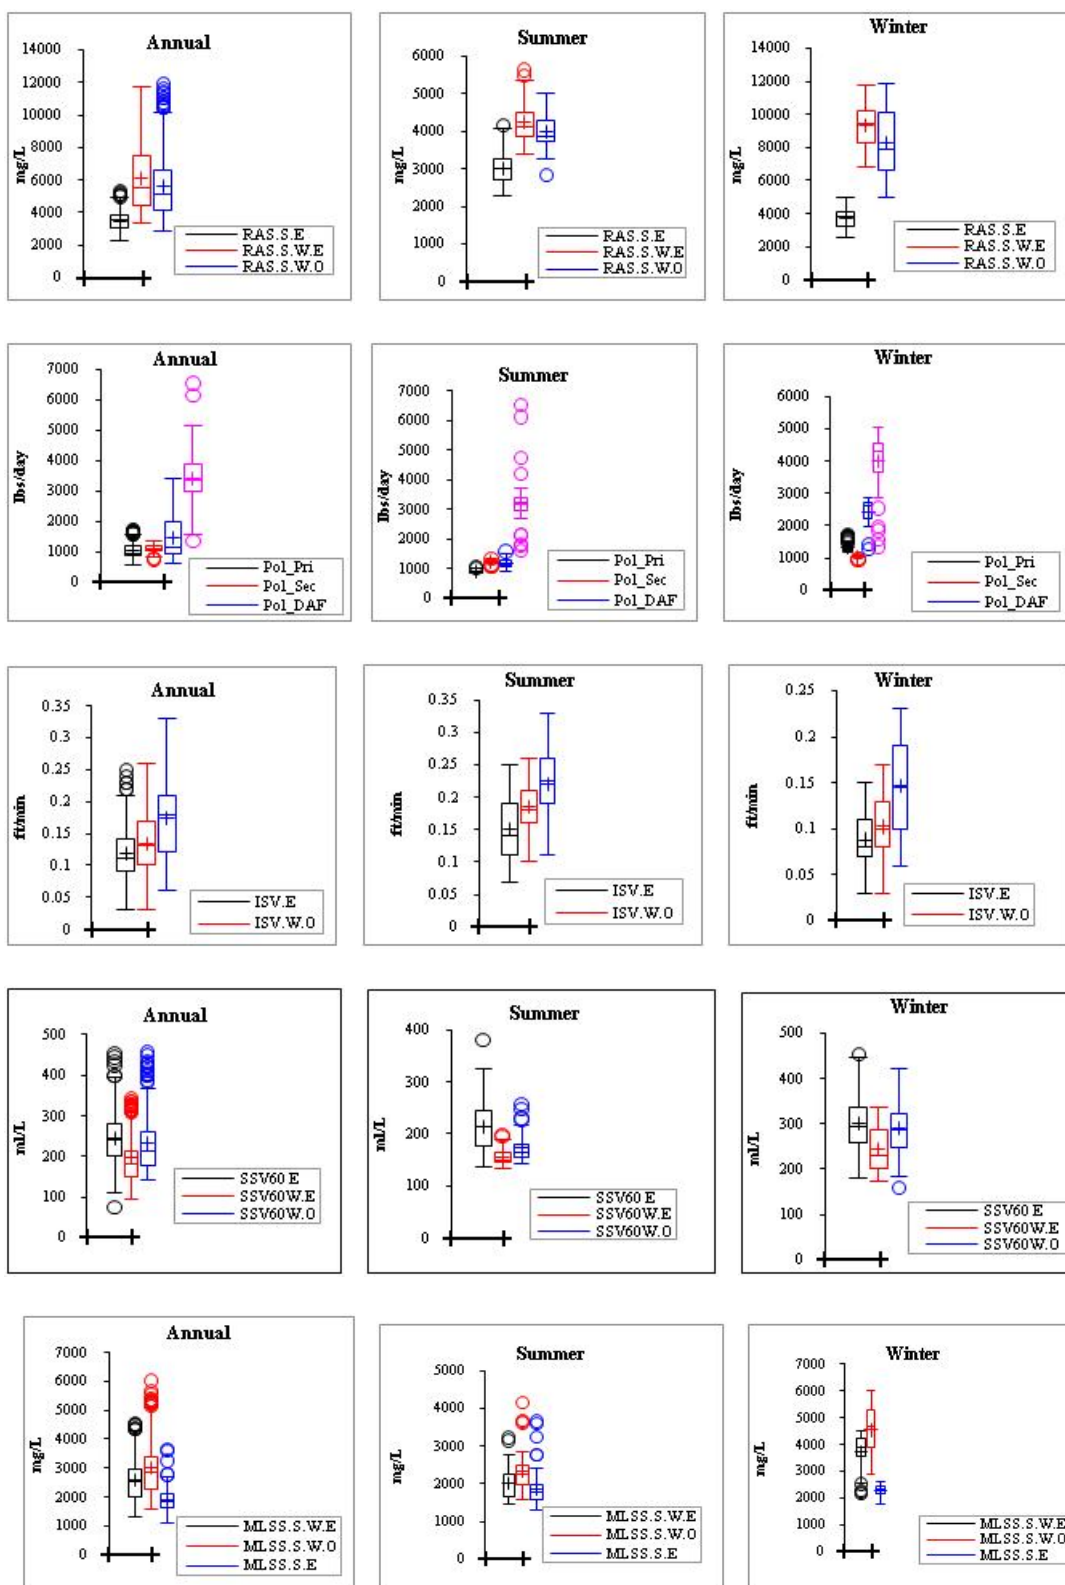 Annual
14000
12000
10000
8000
6000
4000
2000
0
mg/L
RAS.S.E
RAS.S.W.E
RAS.S.W.O
Summer
6000
5000
4000
3000
2000
1000
0
mg/L
RAS.S.E
RAS.S.W.E
RAS.S.W.O
Winter
14000
12000
10000
8000
6000
4000
2000
0
mg/L
RAS.S.E
RAS.S.W.E
RAS.S.W.O
Annual
7000
6000
5000
4000
3000
2000
1000
0
lbs/day
Pol_Pri
Pol_Sec
Pol_DAF
Summer
7000
6000
5000
4000
3000
2000
1000
0
lbs/day
Pol_Pri
Pol_Sec
Pol_DAF
Winter
6000
5000
4000
3000
2000
1000
0
lbs/day
Pol_Pri
Pol_Sec
Pol_DAF
Annual
0.35
0.3
0.25
0.2
0.15
0.1
0.05
0
ft/min
ISV.E
ISV.W.O
Summer
0.35
0.3
0.25
0.2
0.15
0.1
0.05
0
ft/min
ISV.E
ISV.W.O
Winter
0.25
0.2
0.15
0.1
0.05
0
ft/min
ISV.E
ISV.W.O
Annual
500
400
300
200
100
0
ml/L
SSV60 E
SSV60W.E
SSV60W.O
Summer
400
300
200
100
0
ml/L
SSV60 E
SSV60W.E
SSV60W.O
Winter
500
400
300
200
100
0
ml/L
SSV60 E
SSV60W.E
SSV60W.O
Annual
7000
6000
5000
4000
3000
2000
1000
0
mg/L
MLSS.S.W.E
MLSS.S.W.O
MLSS.S.E
Summer
5000
4000
3000
2000
1000
0
mg/L
MLSS.S.W.E
MLSS.S.W.O
MLSS.S.E
Winter
7000
6000
5000
4000
3000
2000
1000
0
mg/L
MLSS.S.W.E
MLSS.S.W.O
MLSS.S.E